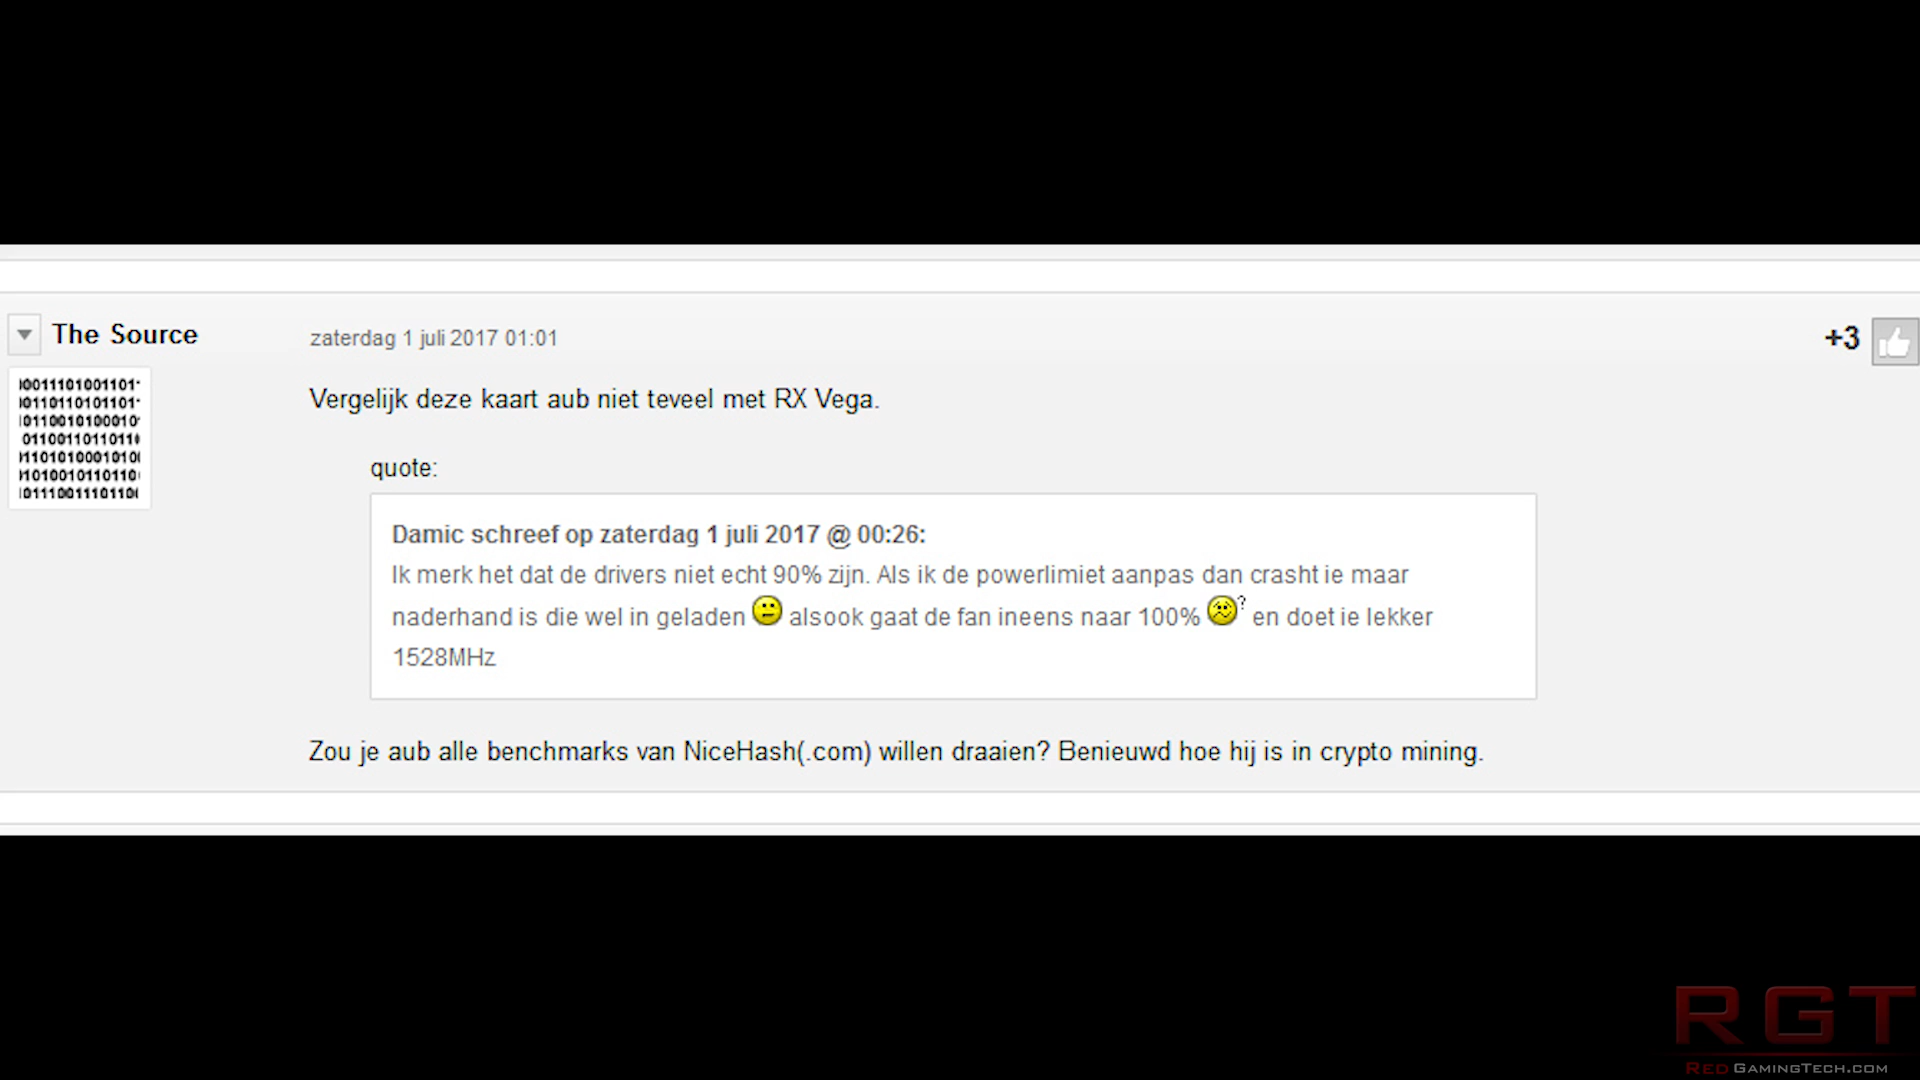 The Source
zaterdag 1 juli 2017 01:01
+3
Vergelijk deze kaart aub niet teveel met RX Vega.
quote:
Damic schreef op zaterdag 1 juli 2017 @ 00:26:
Ik merk het dat de drivers niet echt 90% zijn. Als ik de powerlimiet aanpas dan crasht ie maar
naderhand is die wel in geladen alsook gaat de fan ineens naar 100% ? en doet ie lekker
1528MHz
Zou je aub alle benchmarks van NiceHash(.com) willen draaien? Benieuwd hoe hij is in crypto mining.
RGT
RedGamingTech.com